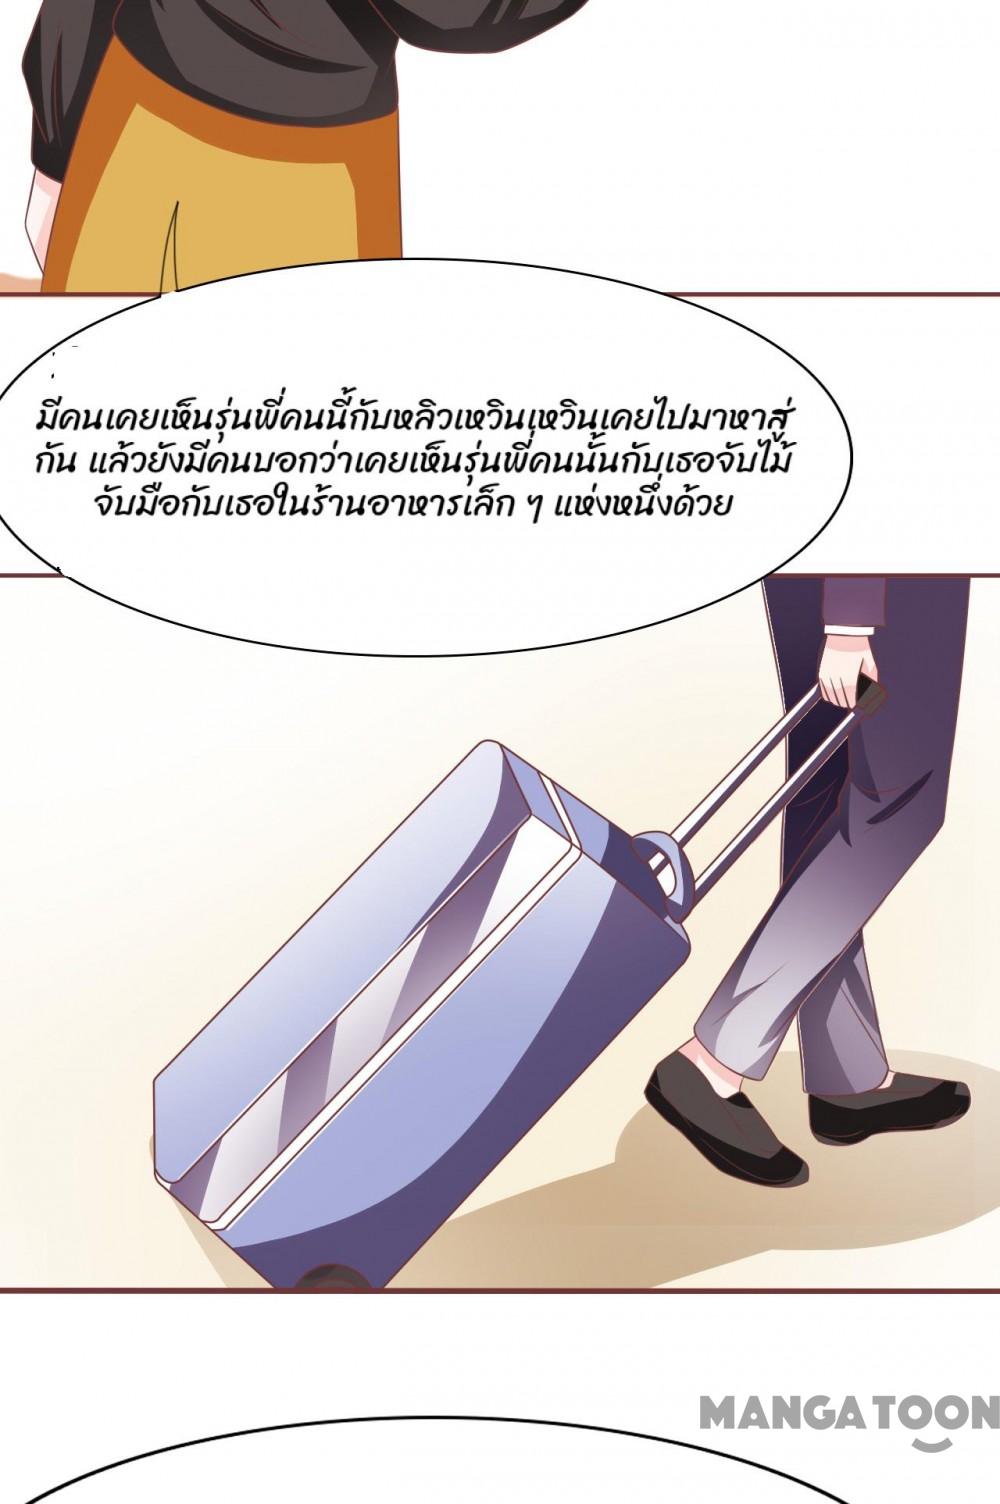 มีคนเคยเห็นรุ่นพี่คนนี้กับหลิวเหวินเหวินเคยไปมาหาสู่
กัน แล้วยังมีคนบอกว่าเคยเห็นรุ่นพี่คนนั้นกับเธอจับไม้
จับมือกับเธอในร้านอาหารเล็ก ๆ แห่งหนึ่งด้วย
MANGATOON